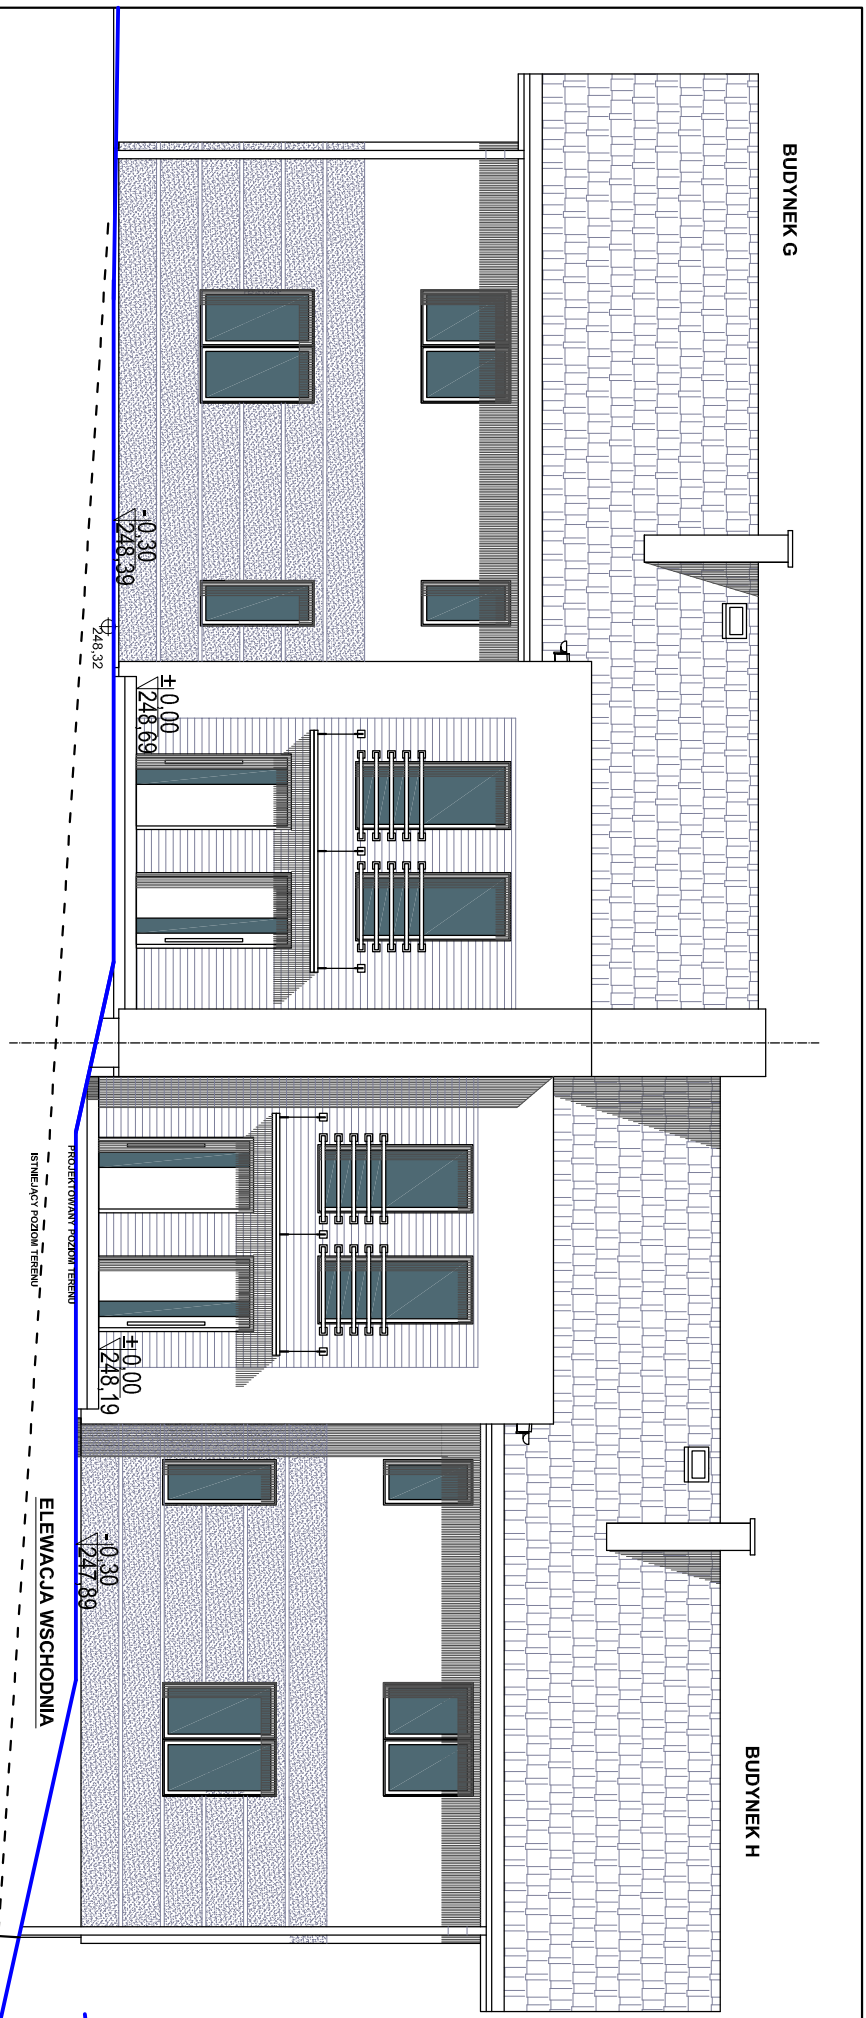 BUDYNEK G
BUDYNEK H
- 0,30
248,39
248,32
± 0,00
248,69
± 0,00
248,19
- 0,30
247,89
PROJEKTOWANY POZIOM TERENU
ISTNIEJĄCY POZIOM TERENU
ELEWACJA WSCHODNIA